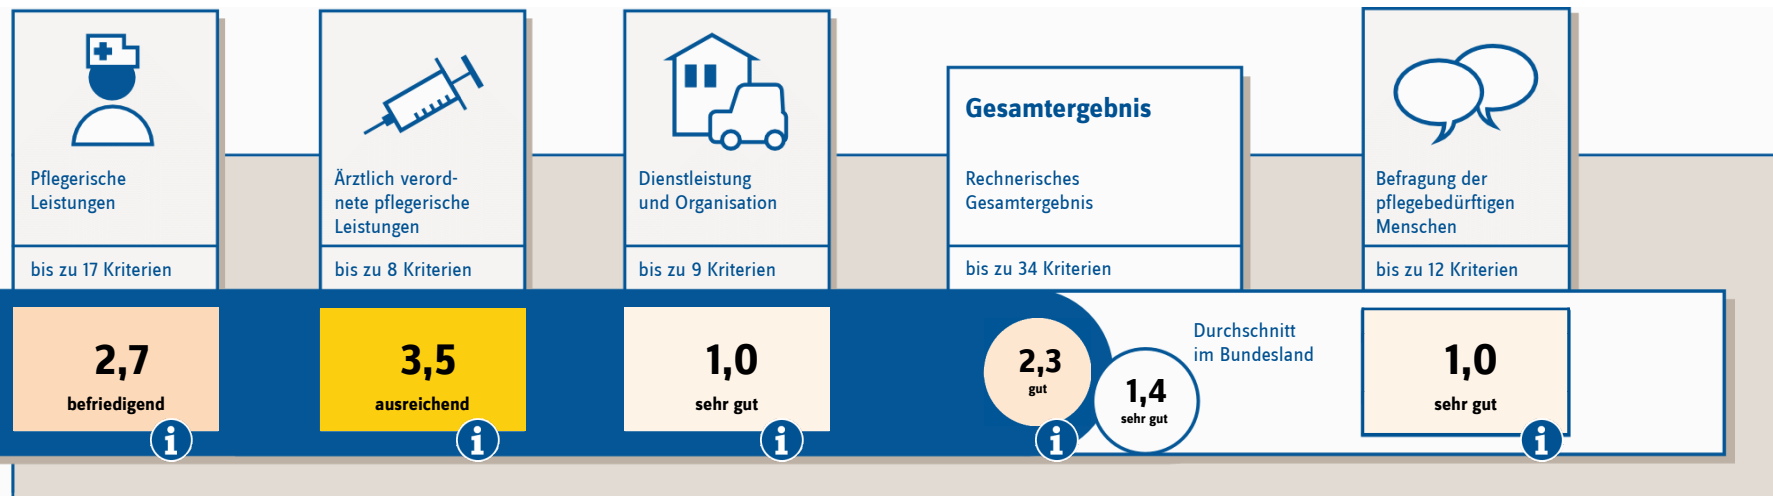 Pflegerische
Leistungen
bis zu 17 Kriterien
2,7
befriedigend
i
Ärztlich verord-
nete pflegerische
Leistungen
bis zu 8 Kriterien
3,5
ausreichend
i
Dienstleistung
und Organisation
bis zu 9 Kriterien
1,0
sehr gut
i
Gesamtergebnis
Rechnerisches
Gesamtergebnis
bis zu 34 Kriterien
2,3
gut
i
1,4
sehr gut
Durchschnitt
im Bundesland
Befragung der
pflegebedürftigen
Menschen
bis zu 12 Kriterien
1,0
sehr gut
i